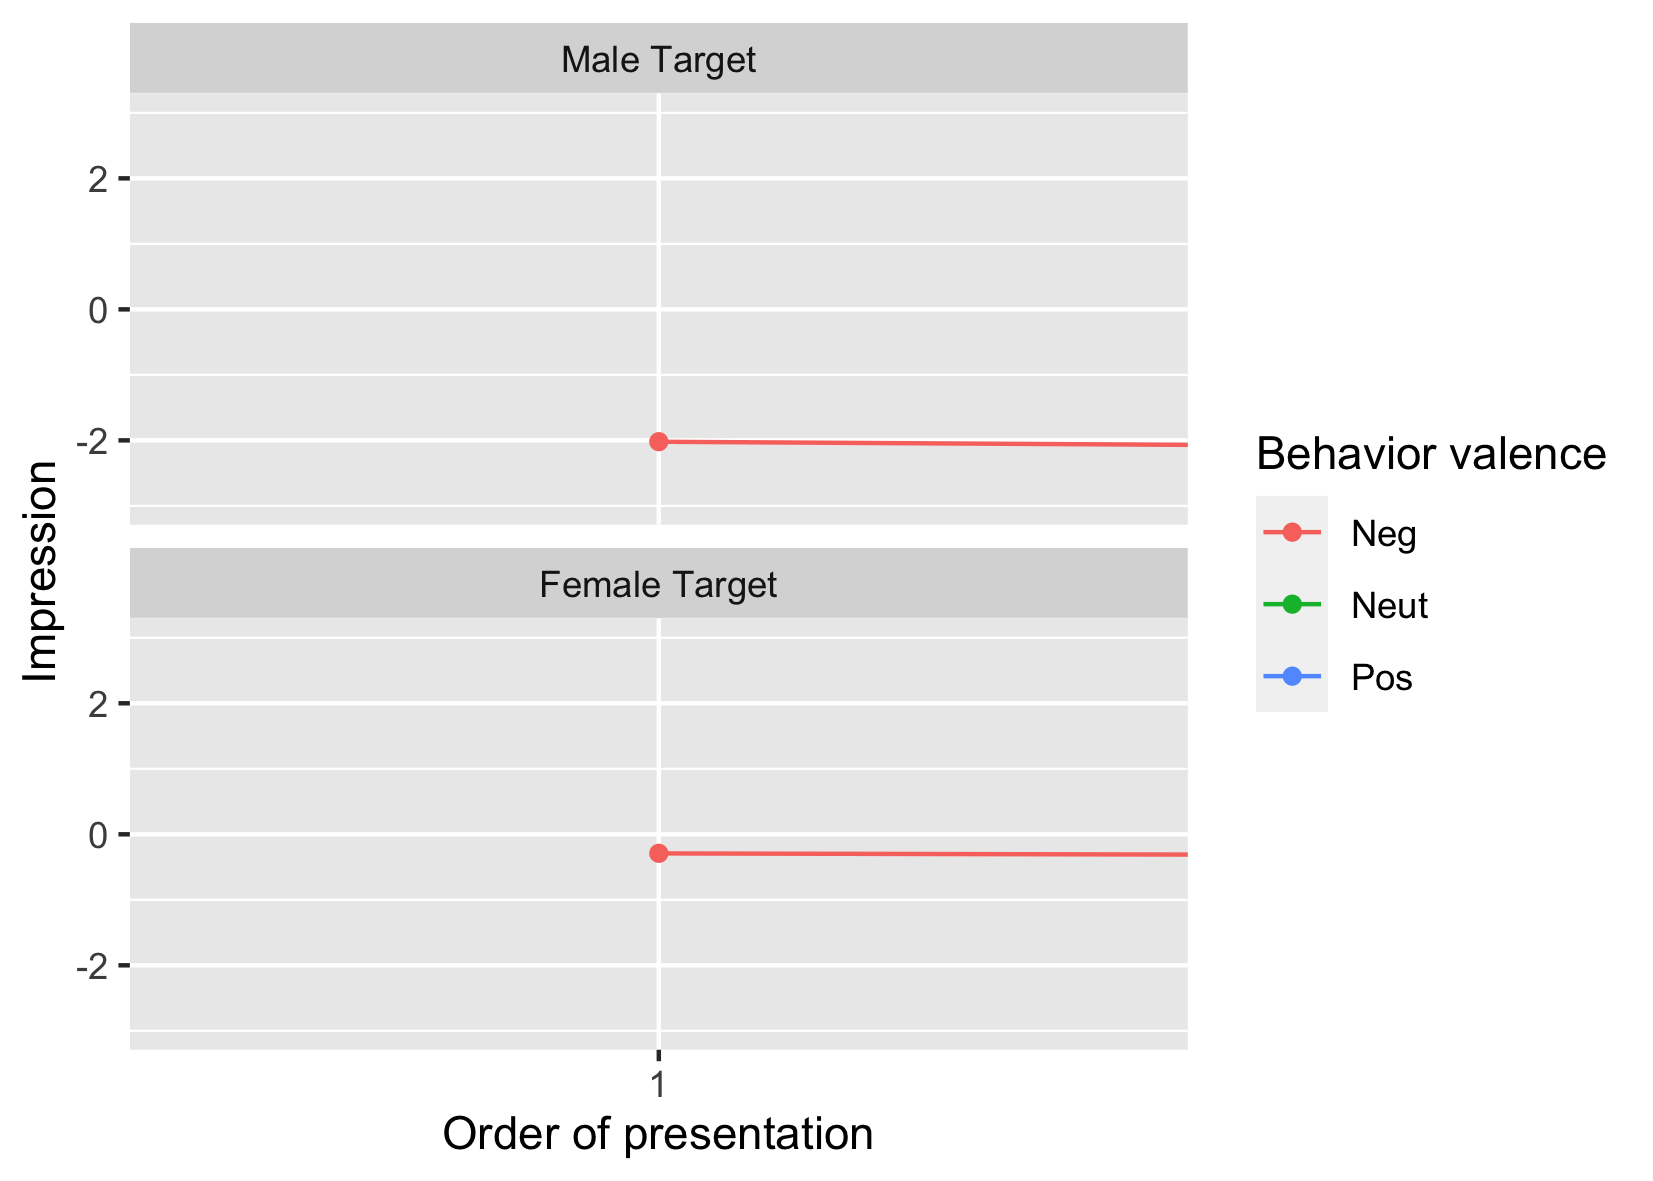 Male Target
2
0
-2
Female Target
2
0
-2
1
Order of presentation
Impression
Behavior valence
Neg
Neut
Pos